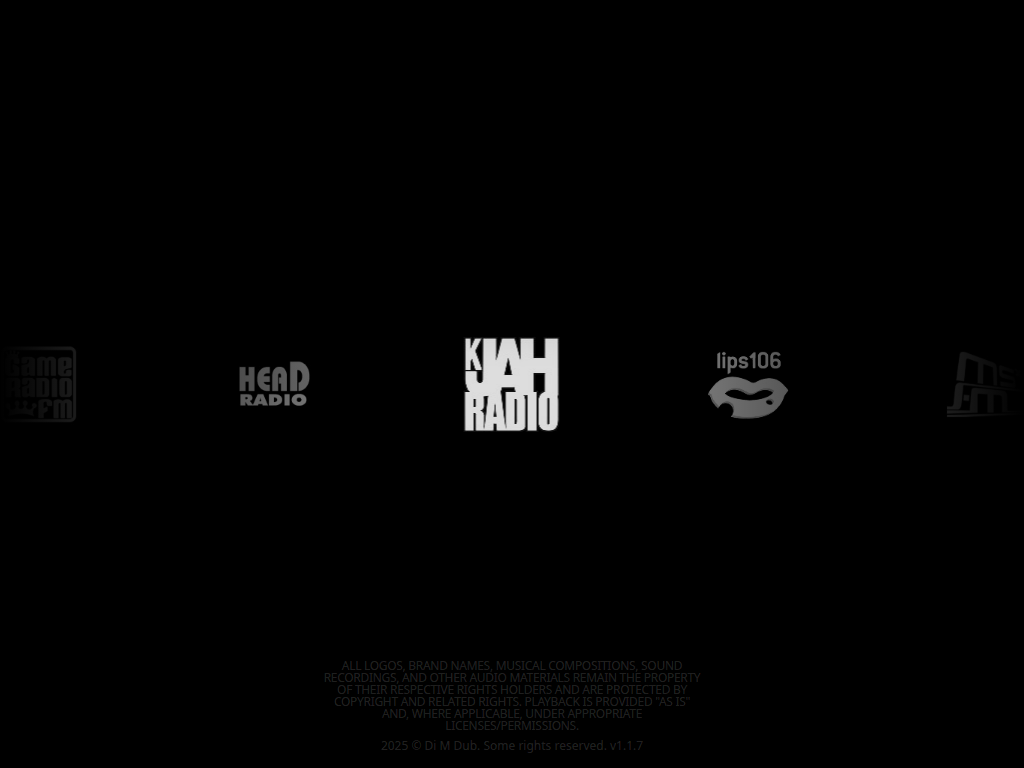 Game
RADIO
FM
HEAD
RADIO
K
JAH
RADIO
lips106
MS
FM
ALL LOGOS, BRAND NAMES, MUSICAL COMPOSITIONS, SOUND
RECORDINGS, AND OTHER AUDIO MATERIALS REMAIN THE PROPERTY
OF THEIR RESPECTIVE RIGHTS HOLDERS AND ARE PROTECTED BY
COPYRIGHT AND RELATED RIGHTS. PLAYBACK IS PROVIDED "AS IS"
AND, WHERE APPLICABLE, UNDER APPROPRIATE
LICENSES/PERMISSIONS.
2025 © Di M Dub. Some rights reserved. v1.1.7